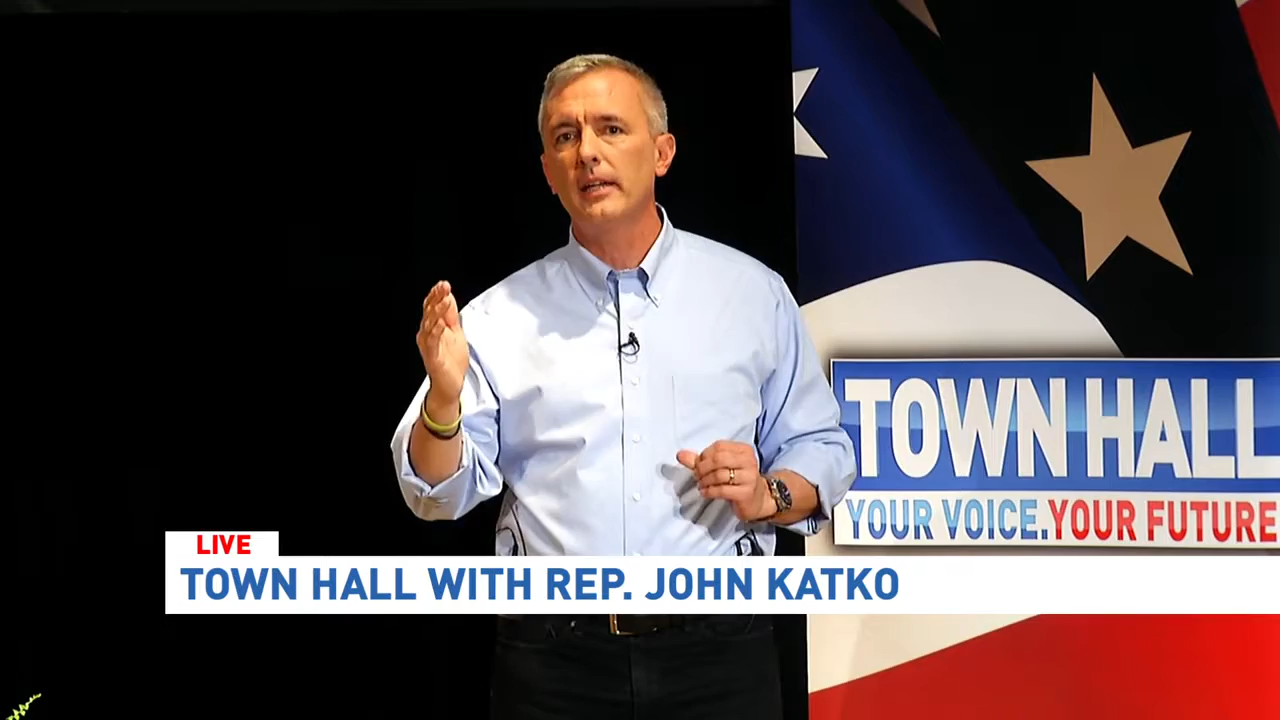 TOWN HALL
YOUR VOICE.YOUR FUTURE
LIVE
TOWN HALL WITH REP. JOHN KATKO